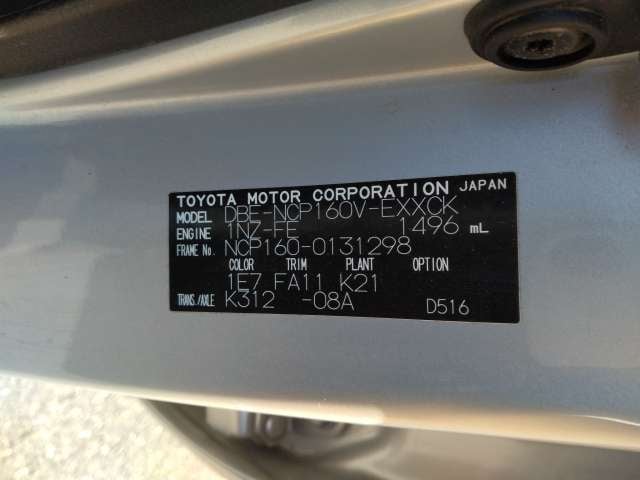 TOYOTA MOTOR CORPORATION JAPAN
MODEL DBE-NCP160V-EXXCK
ENGINE 1NZ-FE 1496 mL
FRAME No. NCP160-0131298
COLOR TRIM PLANT OPTION
1E7 FA11 K21
TRANS./AXLE K312 -08A D516